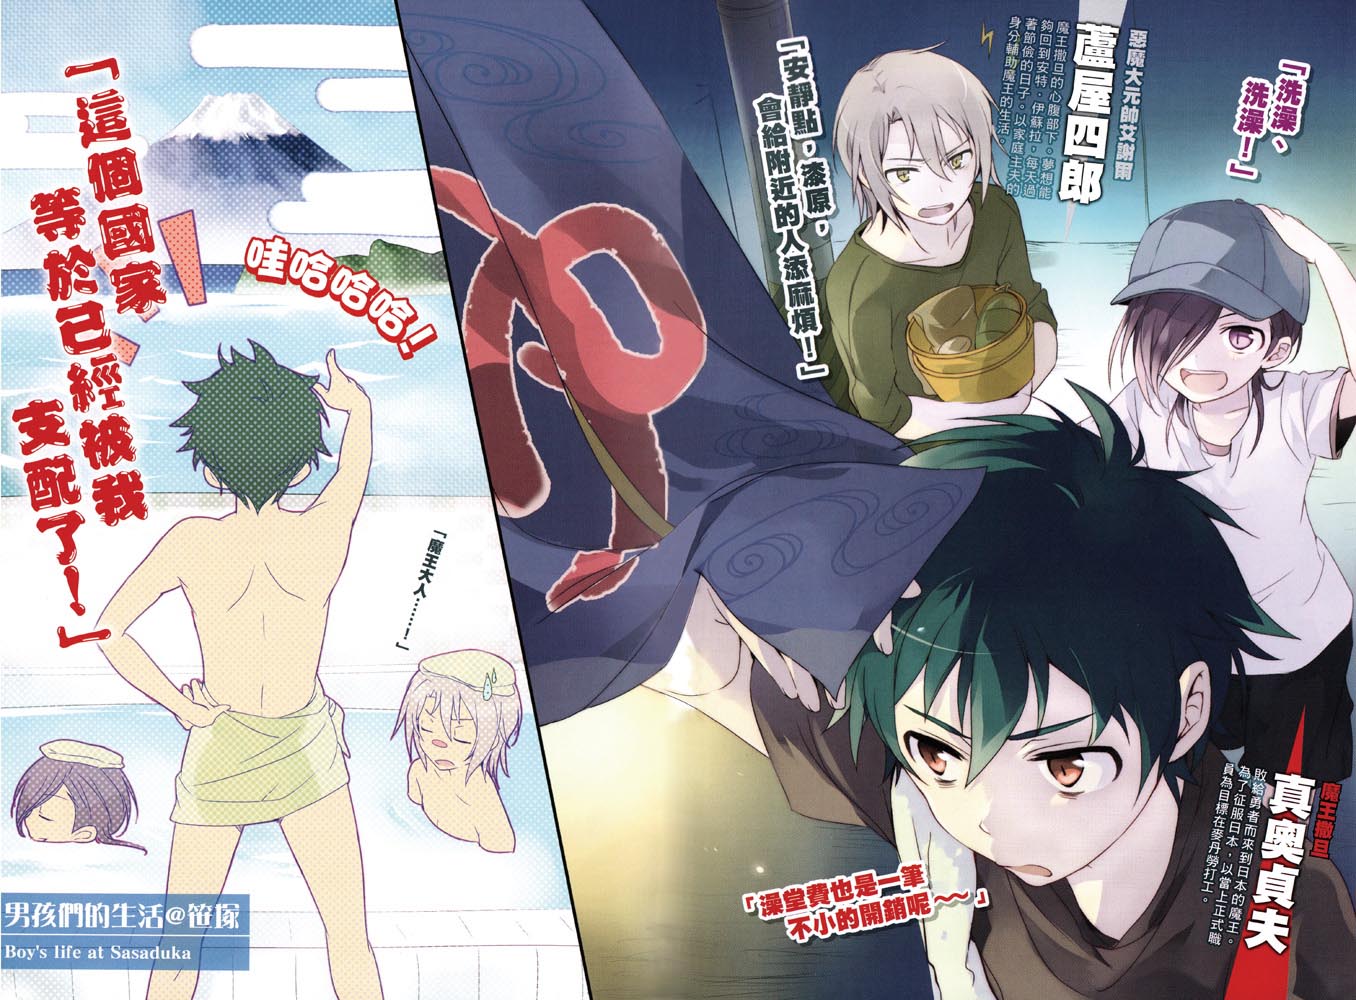 「洗澡、
洗澡！」
惡魔大元帥艾謝爾
蘆屋四郎
魔王撒旦的心腹部下。夢想能
夠回到安特．伊蘇拉，每天過
著節儉的日子。以家庭主夫的
身分輔助魔王的生活。
「安靜點，漆原，
會給附近的人添麻煩！」
魔王撒旦
真奧貞夫
敗給勇者而來到日本的魔王。
為了征服日本，以當上正式職
員為目標在麥丹勞打工。
「澡堂費也是一筆
不小的開銷呢～～」
哇哈哈哈！
「這個國家
等於已經被我
支配了！」
「魔王大人……！」
男孩們的生活@笹塚
Boy's life at Sasaduka